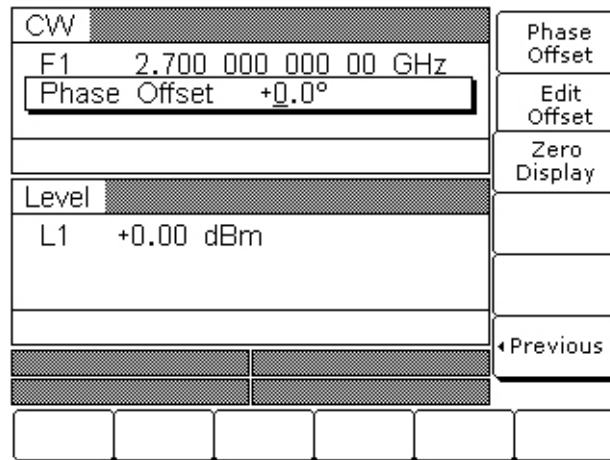 CW
F1 2.700 000 000 00 GHz
Phase Offset +0.0°
Level
L1 +0.00 dBm
Phase
Offset
Edit
Offset
Zero
Display
Previous